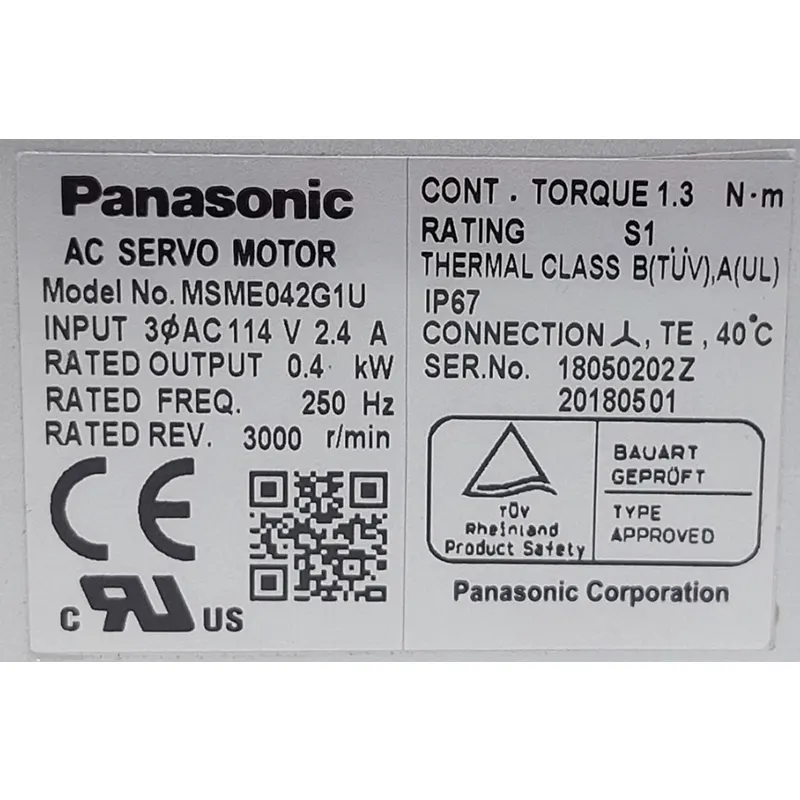 Panasonic
AC SERVO MOTOR
Model No. MSME042G1U
INPUT 3ϕAC114 V 2.4 A
RATED OUTPUT 0.4 kW
RATED FREQ. 250 Hz
RATED REV. 3000 r/min
CE
c RU US
CONT. TORQUE 1.3 N·m
RATING S1
THERMAL CLASS B(TÜV),A(UL)
IP67
CONNECTION ⅄, TE, 40°C
SER.No. 18050202Z
20180501
TÜV
Rheinland
Product Safety
BAUART
GEPRÜFT
TYPE
APPROVED
Panasonic Corporation